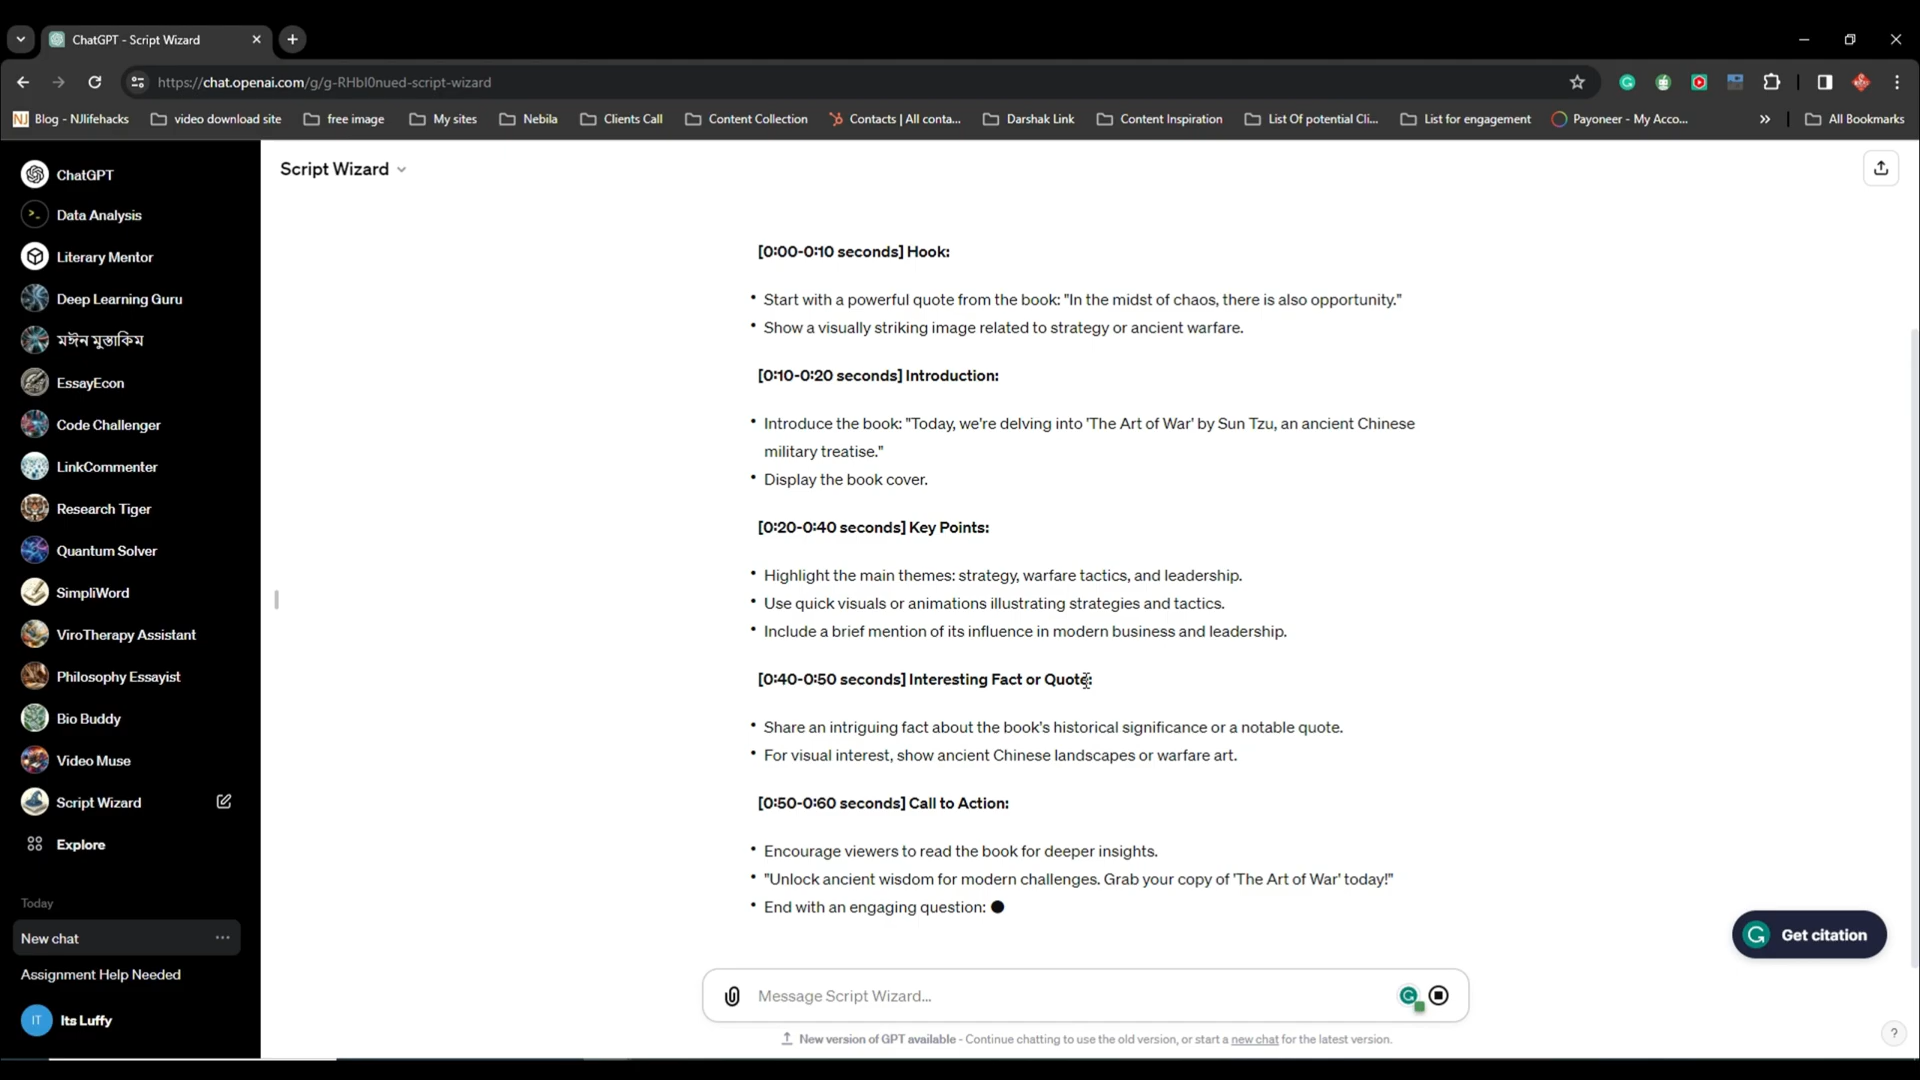 ChatGPT - Script Wizard
https://chat.openai.com/g/g-RHbI0nued-script-wizard
NJ Blog - NJlifehacks
video download site
free image
My sites
Nebila
Clients Call
Content Collection
Contacts | All conta...
Darshak Link
Content Inspiration
List Of potential Cli...
List for engagement
Payoneer - My Acco...
All Bookmarks
ChatGPT
Data Analysis
Literary Mentor
Deep Learning Guru
মঈন মুস্তাকিম
EssayEcon
Code Challenger
LinkCommenter
Research Tiger
Quantum Solver
SimpliWord
ViroTherapy Assistant
Philosophy Essayist
Bio Buddy
Video Muse
Script Wizard
Explore
Today
New chat
Assignment Help Needed
IT Its Luffy
Script Wizard
[0:00-0:10 seconds] Hook:
• Start with a powerful quote from the book: "In the midst of chaos, there is also opportunity."
• Show a visually striking image related to strategy or ancient warfare.
[0:10-0:20 seconds] Introduction:
• Introduce the book: "Today, we're delving into 'The Art of War' by Sun Tzu, an ancient Chinese
military treatise."
• Display the book cover.
[0:20-0:40 seconds] Key Points:
• Highlight the main themes: strategy, warfare tactics, and leadership.
• Use quick visuals or animations illustrating strategies and tactics.
• Include a brief mention of its influence in modern business and leadership.
[0:40-0:50 seconds] Interesting Fact or Quote:
• Share an intriguing fact about the book's historical significance or a notable quote.
• For visual interest, show ancient Chinese landscapes or warfare art.
[0:50-0:60 seconds] Call to Action:
• Encourage viewers to read the book for deeper insights.
• "Unlock ancient wisdom for modern challenges. Grab your copy of 'The Art of War' today!"
• End with an engaging question:
Get citation
Message Script Wizard...
New version of GPT available - Continue chatting to use the old version, or start a new chat for the latest version.
?